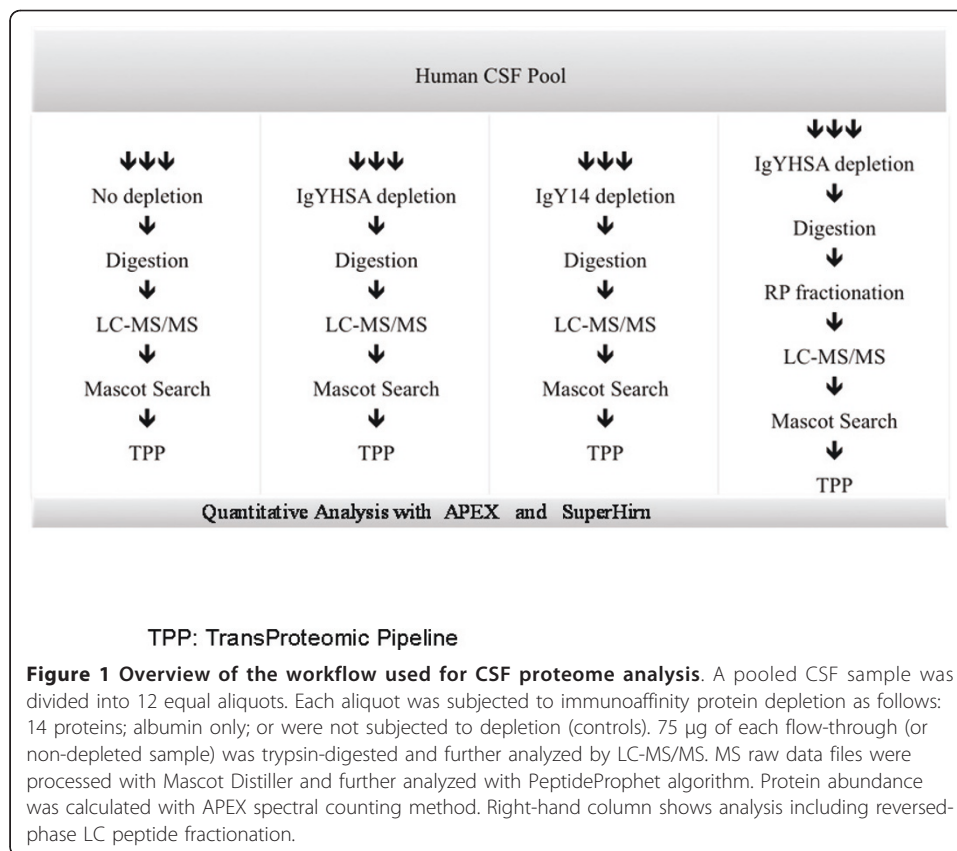 Human CSF Pool
↓↓↓
No depletion
↓
Digestion
↓
LC-MS/MS
↓
Mascot Search
↓
TPP
↓↓↓
IgYHSA depletion
↓
Digestion
↓
LC-MS/MS
↓
Mascot Search
↓
TPP
↓↓↓
IgY14 depletion
↓
Digestion
↓
LC-MS/MS
↓
Mascot Search
↓
TPP
↓↓↓
IgYHSA depletion
↓
Digestion
↓
RP fractionation
↓
LC-MS/MS
↓
Mascot Search
↓
TPP
Quantitative Analysis with APEX and SuperHirn
TPP: TransProteomic Pipeline
Figure 1 Overview of the workflow used for CSF proteome analysis. A pooled CSF sample was
divided into 12 equal aliquots. Each aliquot was subjected to immunoaffinity protein depletion as follows:
14 proteins; albumin only; or were not subjected to depletion (controls). 75 μg of each flow-through (or
non-depleted sample) was trypsin-digested and further analyzed by LC-MS/MS. MS raw data files were
processed with Mascot Distiller and further analyzed with PeptideProphet algorithm. Protein abundance
was calculated with APEX spectral counting method. Right-hand column shows analysis including reversed-
phase LC peptide fractionation.